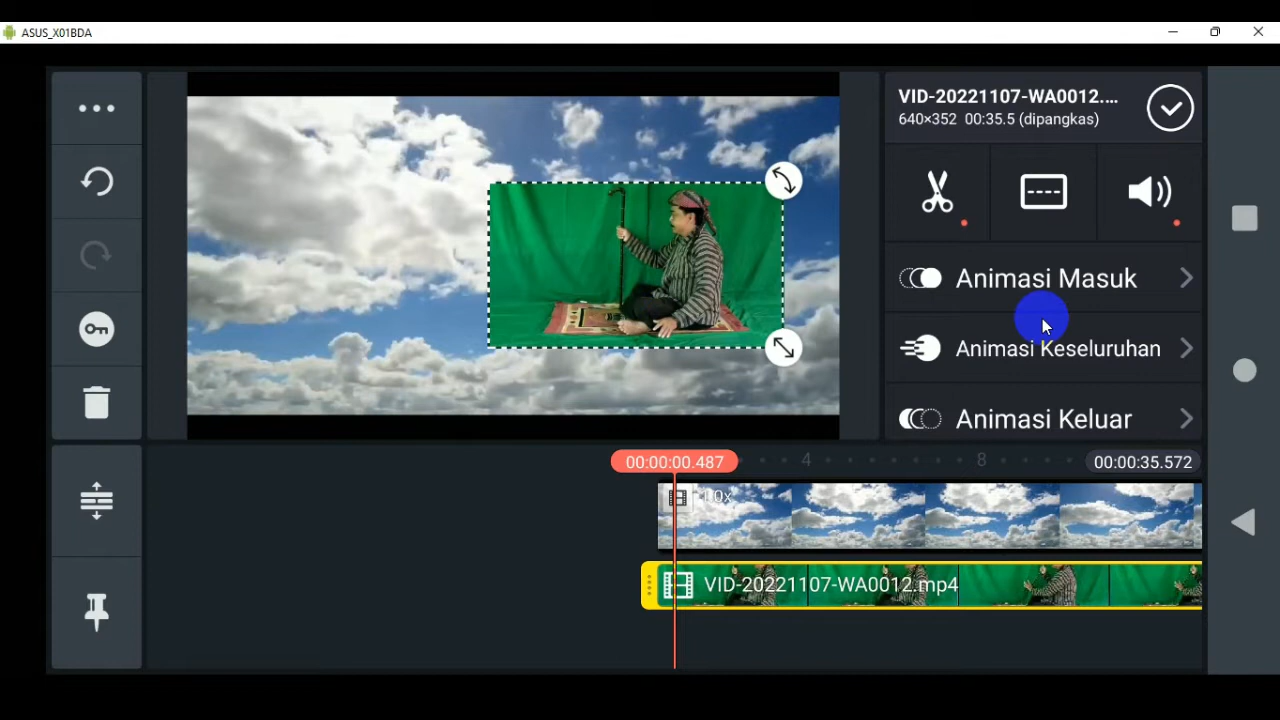 ASUS_X01BDA
VID-20221107-WA0012....
640×352 00:35.5 (dipangkas)
Animasi Masuk
Animasi Keseluruhan
Animasi Keluar
00:00:00.487
4
8
00:00:35.572
VID-20221107-WA0012.mp4